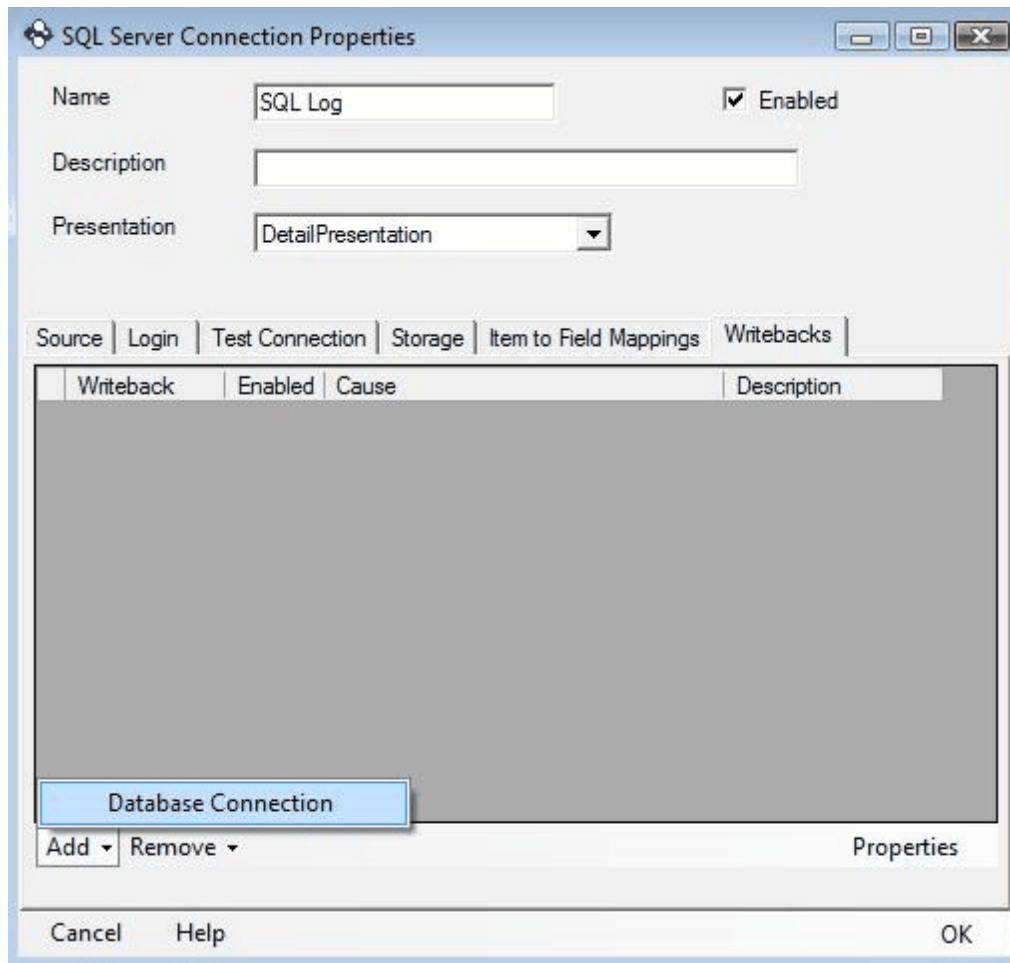 SQL Server Connection Properties
Name SQL Log Enabled
Description
Presentation DetailPresentation
Source Login Test Connection Storage Item to Field Mappings Writebacks
Writeback Enabled Cause Description
Database Connection
Add Remove Properties
Cancel Help OK